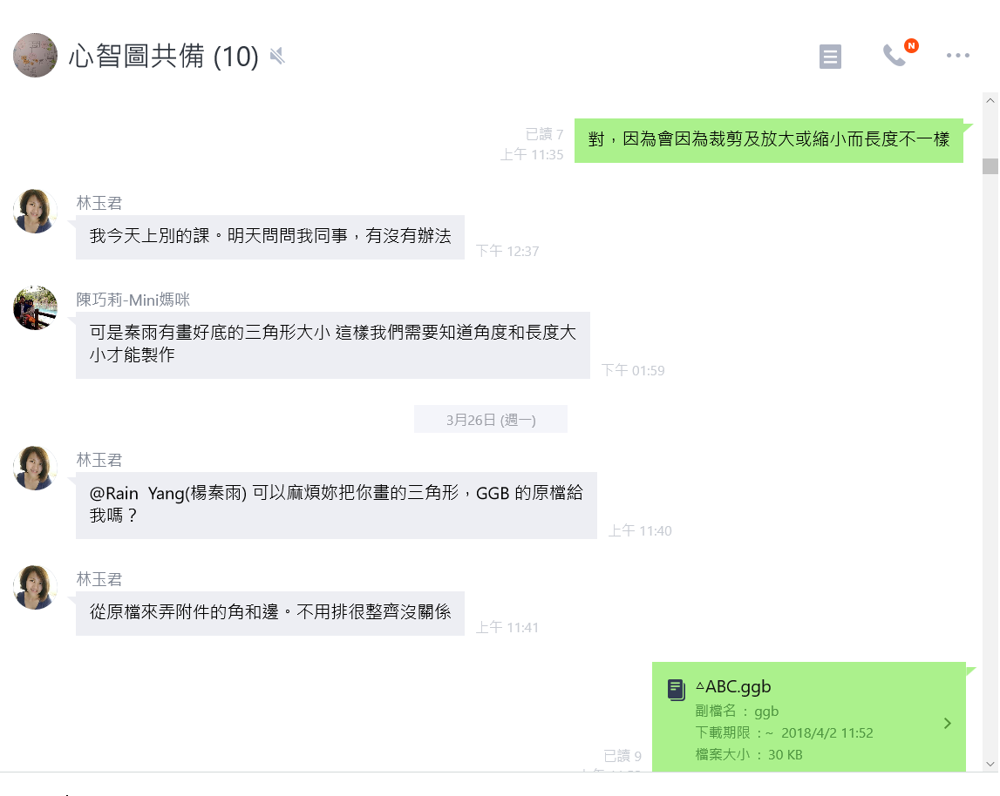 心智圖共備 (10)
N
已讀 7
上午 11:35
對，因為會因為裁剪及放大或縮小而長度不一樣
林玉君
我今天上別的課。明天問問我同事，有沒有辦法
下午 12:37
陳巧莉-Mini媽咪
可是秦雨有畫好底的三角形大小 這樣我們需要知道角度和長度大
小才能製作
下午 01:59
3月26日 (週一)
林玉君
@Rain  Yang(楊秦雨) 可以麻煩妳把你畫的三角形，GGB 的原檔給
我嗎？
上午 11:40
林玉君
從原檔來弄附件的角和邊。不用排很整齊沒關係
上午 11:41
△ABC.ggb
副檔名 : ggb
下載期限 : ~ 2018/4/2 11:52
檔案大小 : 30 KB
已讀 9